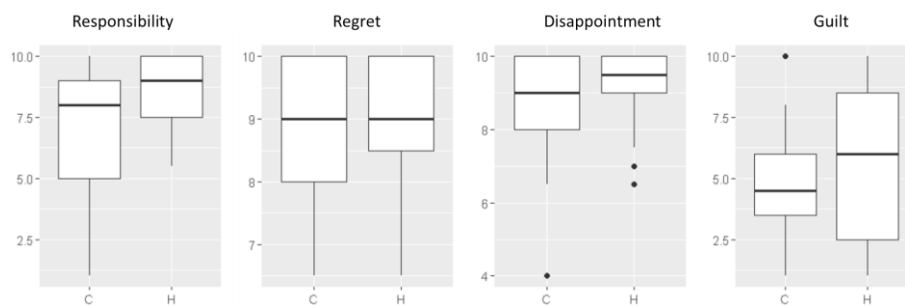 Responsibility
Regret
Disappointment
Guilt
10.0
7.5
5.0
2.5
C
H
10
9
8
7
C
H
10
8
6
4
C
H
10.0
7.5
5.0
2.5
C
H